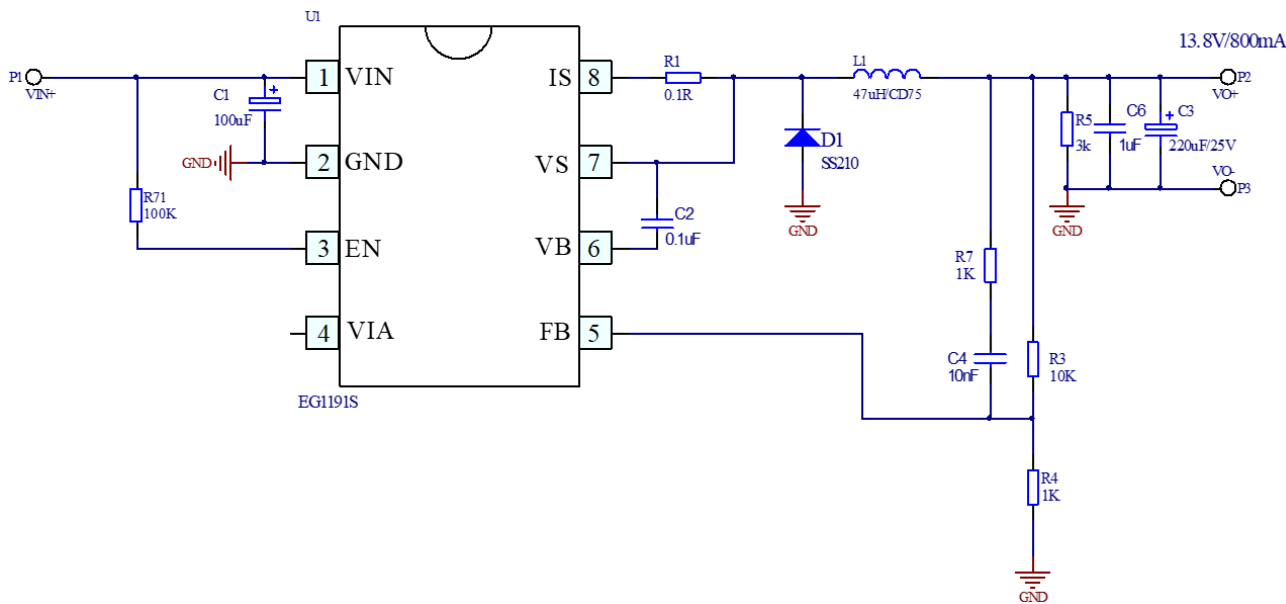 U1
13.8V/800mA
P1
VIN+
1
VIN
IS
8
R1
0.1R
L1
47uH/CD75
P2
VO+
C1
+
100uF
R5
3k
C6
1uF
+
C3
220uF/25V
GND
2
GND
VS
7
D1
SS210
VO-
P3
R71
100K
C2
0.1uF
GND
GND
3
EN
VB
6
R7
1K
4
VIA
FB
5
C4
10nF
R3
10K
EG1191S
R4
1K
GND